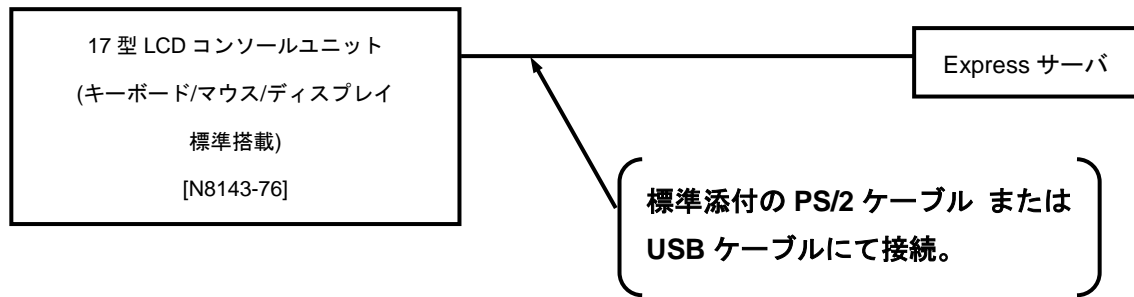 17 型 LCD コンソールユニット
(キーボード/マウス/ディスプレイ
標準搭載)
[N8143-76]
Express サーバ
標準添付の PS/2 ケーブル または
USB ケーブルにて接続。